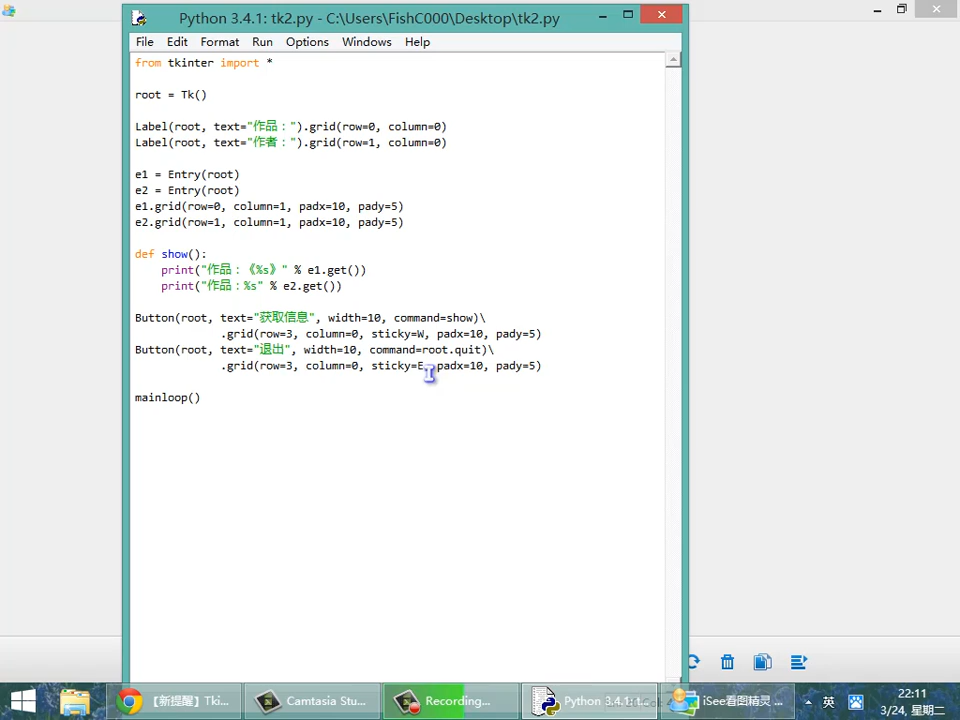 Python 3.4.1: tk2.py - C:\Users\FishC000\Desktop\tk2.py
File Edit Format Run Options Windows Help
from tkinter import *
root = Tk()
Label(root, text="作品：").grid(row=0, column=0)
Label(root, text="作者：").grid(row=1, column=0)
e1 = Entry(root)
e2 = Entry(root)
e1.grid(row=0, column=1, padx=10, pady=5)
e2.grid(row=1, column=1, padx=10, pady=5)
def show():
    print("作品：《%s》" % e1.get())
    print("作品：%s" % e2.get())
Button(root, text="获取信息", width=10, command=show)\
             .grid(row=3, column=0, sticky=W, padx=10, pady=5)
Button(root, text="退出", width=10, command=root.quit)\
             .grid(row=3, column=0, sticky=E, padx=10, pady=5)
mainloop()
【新提醒】Tki... Camtasia Stu... Recording... Python 3.4.1: t... iSee看图精灵 ... 英 22:11
3/24, 星期二